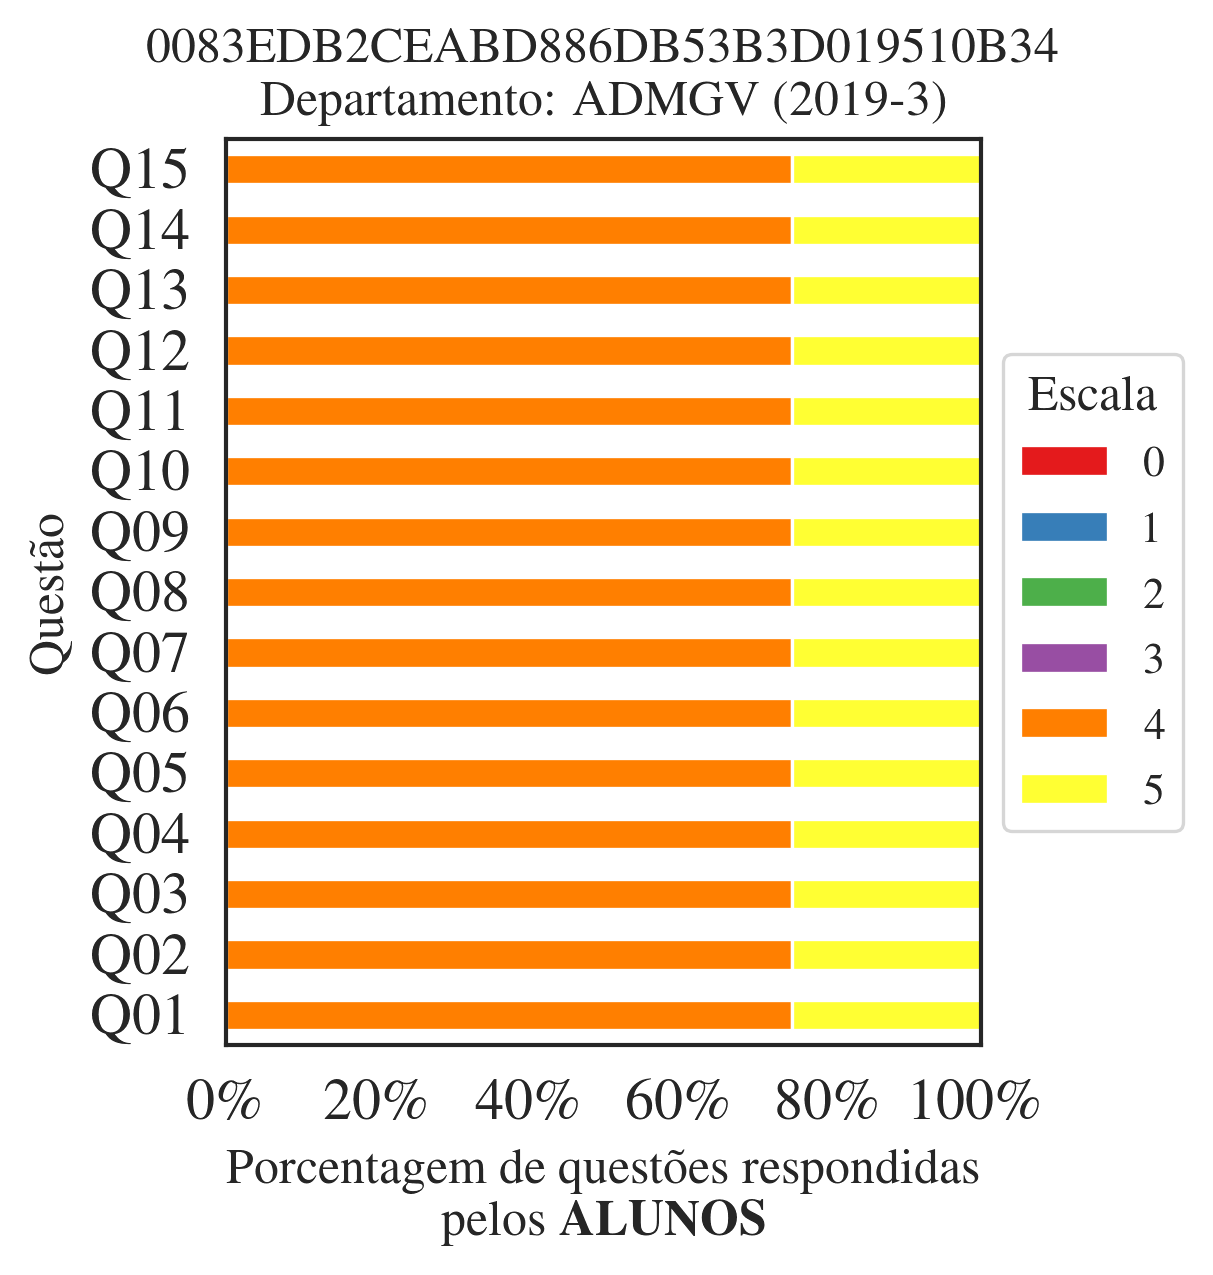 0083EDB2CEABD886DB53B3D019510B34
Departamento: ADMGV (2019-3)
Questão
Q15
Q14
Q13
Q12
Q11
Q10
Q09
Q08
Q07
Q06
Q05
Q04
Q03
Q02
Q01
0% 20% 40% 60% 80% 100%
Porcentagem de questões respondidas
pelos ALUNOS
Escala
0
1
2
3
4
5